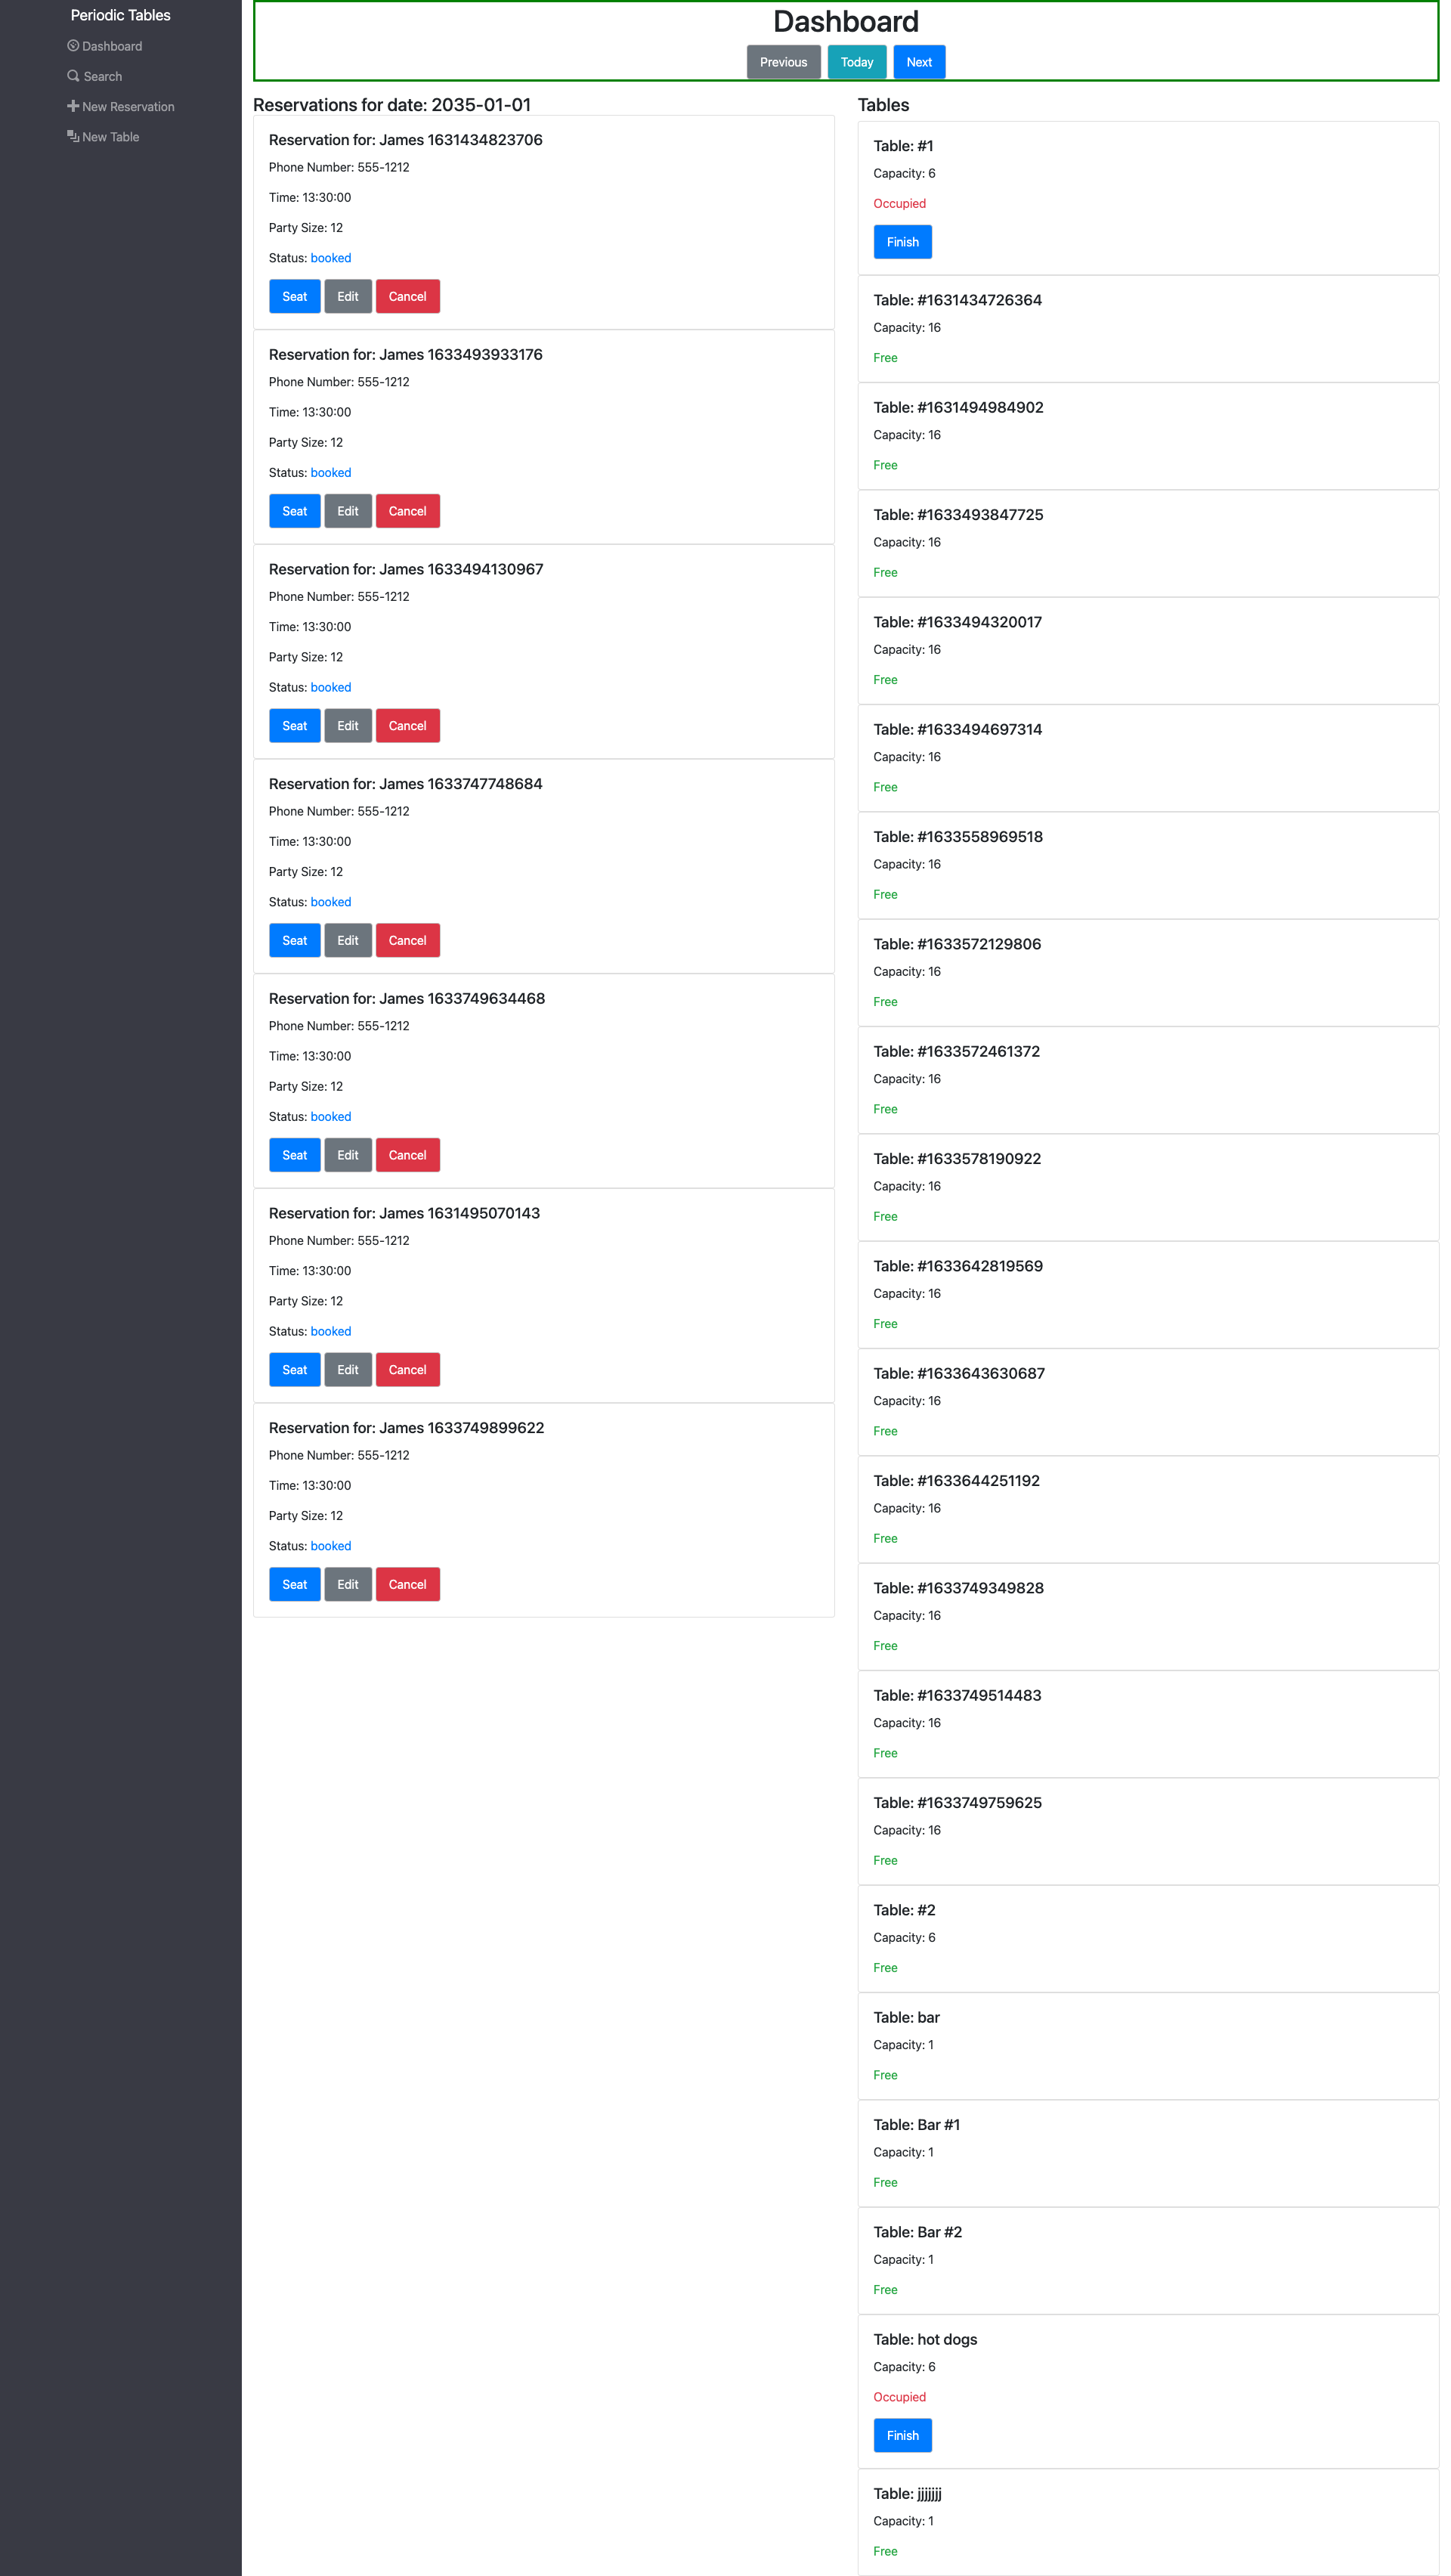 Periodic Tables
Dashboard
Search
New Reservation
New Table
Dashboard
Previous Today Next
Reservations for date: 2035-01-01
Reservation for: James 1631434823706
Phone Number: 555-1212
Time: 13:30:00
Party Size: 12
Status: booked
Seat Edit Cancel
Reservation for: James 1633493933176
Phone Number: 555-1212
Time: 13:30:00
Party Size: 12
Status: booked
Seat Edit Cancel
Reservation for: James 1633494130967
Phone Number: 555-1212
Time: 13:30:00
Party Size: 12
Status: booked
Seat Edit Cancel
Reservation for: James 1633747748684
Phone Number: 555-1212
Time: 13:30:00
Party Size: 12
Status: booked
Seat Edit Cancel
Reservation for: James 1633749634468
Phone Number: 555-1212
Time: 13:30:00
Party Size: 12
Status: booked
Seat Edit Cancel
Reservation for: James 1631495070143
Phone Number: 555-1212
Time: 13:30:00
Party Size: 12
Status: booked
Seat Edit Cancel
Reservation for: James 1633749899622
Phone Number: 555-1212
Time: 13:30:00
Party Size: 12
Status: booked
Seat Edit Cancel
Tables
Table: #1
Capacity: 6
Occupied
Finish
Table: #1631434726364
Capacity: 16
Free
Table: #1631494984902
Capacity: 16
Free
Table: #1633493847725
Capacity: 16
Free
Table: #1633494320017
Capacity: 16
Free
Table: #1633494697314
Capacity: 16
Free
Table: #1633558969518
Capacity: 16
Free
Table: #1633572129806
Capacity: 16
Free
Table: #1633572461372
Capacity: 16
Free
Table: #1633578190922
Capacity: 16
Free
Table: #1633642819569
Capacity: 16
Free
Table: #1633643630687
Capacity: 16
Free
Table: #1633644251192
Capacity: 16
Free
Table: #1633749349828
Capacity: 16
Free
Table: #1633749514483
Capacity: 16
Free
Table: #1633749759625
Capacity: 16
Free
Table: #2
Capacity: 6
Free
Table: bar
Capacity: 1
Free
Table: Bar #1
Capacity: 1
Free
Table: Bar #2
Capacity: 1
Free
Table: hot dogs
Capacity: 6
Occupied
Finish
Table: jjjjjjj
Capacity: 1
Free